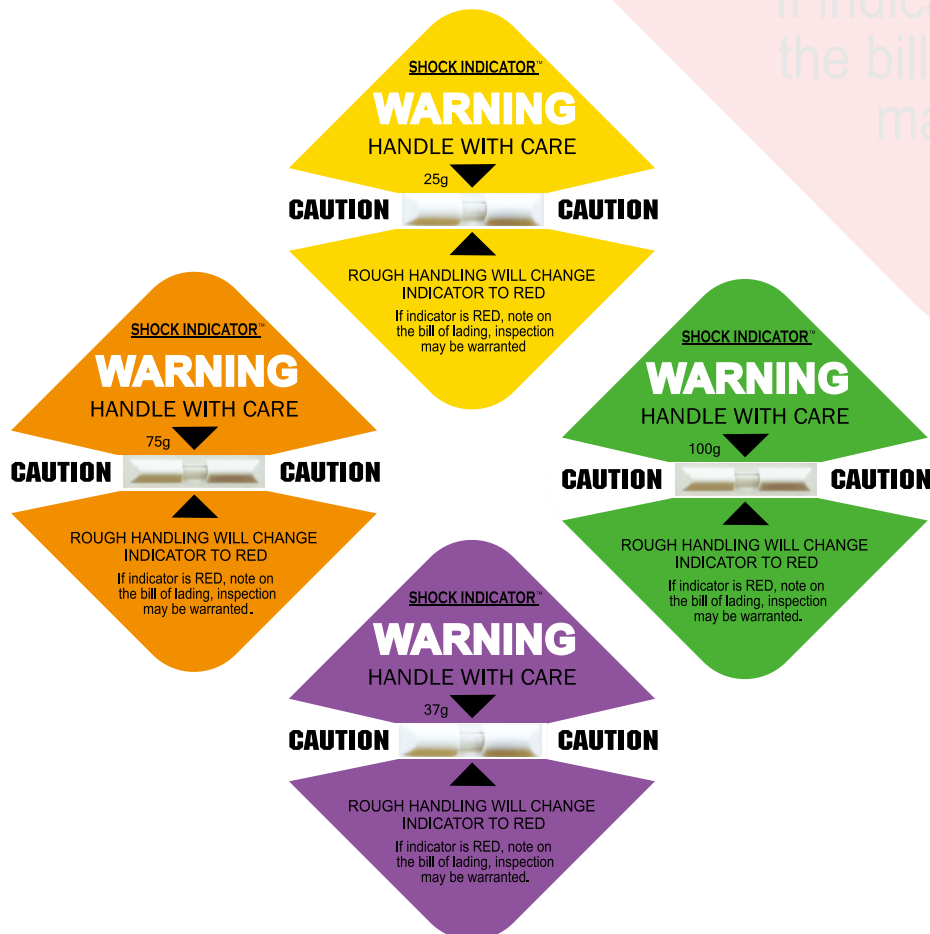 If indica
the bill
ma
SHOCK INDICATOR™
WARNING
HANDLE WITH CARE
25g
CAUTION CAUTION
ROUGH HANDLING WILL CHANGE
INDICATOR TO RED
If indicator is RED, note on
the bill of lading, inspection
may be warranted
SHOCK INDICATOR™
WARNING
HANDLE WITH CARE
75g
CAUTION CAUTION
ROUGH HANDLING WILL CHANGE
INDICATOR TO RED
If indicator is RED, note on
the bill of lading, inspection
may be warranted.
SHOCK INDICATOR™
WARNING
HANDLE WITH CARE
100g
CAUTION CAUTION
ROUGH HANDLING WILL CHANGE
INDICATOR TO RED
If indicator is RED, note on
the bill of lading, inspection
may be warranted.
SHOCK INDICATOR™
WARNING
HANDLE WITH CARE
37g
CAUTION CAUTION
ROUGH HANDLING WILL CHANGE
INDICATOR TO RED
If indicator is RED, note on
the bill of lading, inspection
may be warranted.